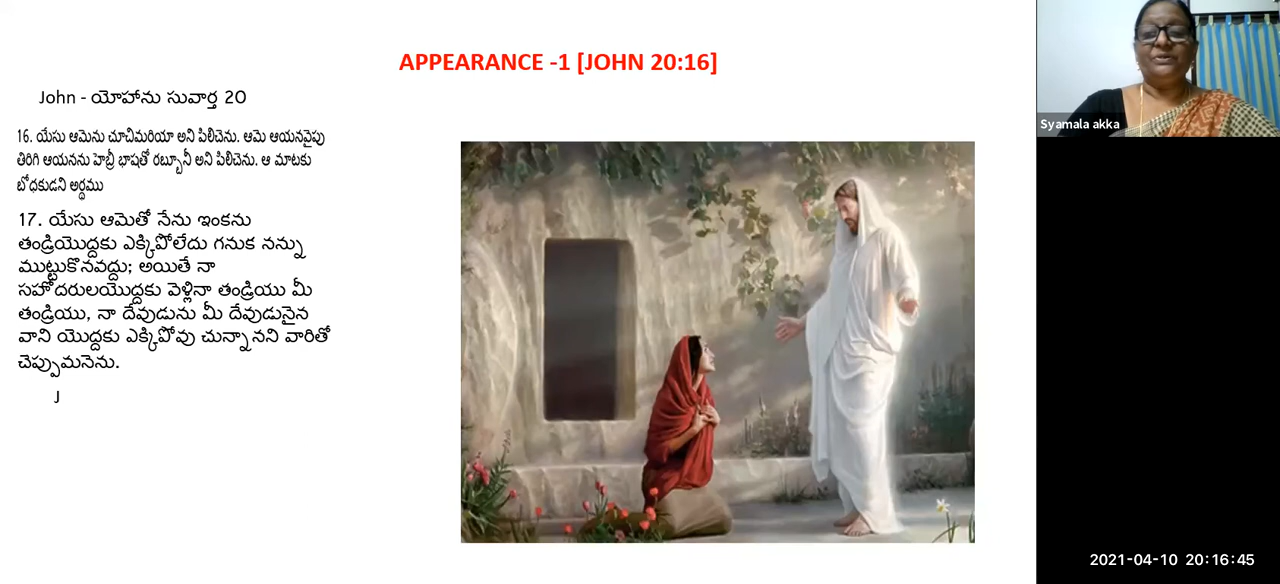 APPEARANCE -1 [JOHN 20:16]
John - యోహాను సువార్త 20
16. యేసు ఆమెను చూచిమరియా అని పిలిచెను. ఆమె ఆయనవైపు
తిరిగి ఆయనను హెబ్రీ భాషతో రబ్బూనీ అని పిలిచెను. ఆ మాటకు
బోధకుడని అర్థము
17. యేసు ఆమెతో నేను ఇంకను
తండ్రియొద్దకు ఎక్కిపోలేదు గనుక నన్ను
ముట్టుకొనవద్దు; అయితే నా
సహోదరులయొద్దకు వెళ్లినా తండ్రియు మీ
తండ్రియు, నా దేవుడును మీ దేవుడునైన
వాని యొద్దకు ఎక్కిపోవు చున్నానని వారితో
చెప్పుమనెను.
J
Syamala akka
2021-04-10 20:16:45